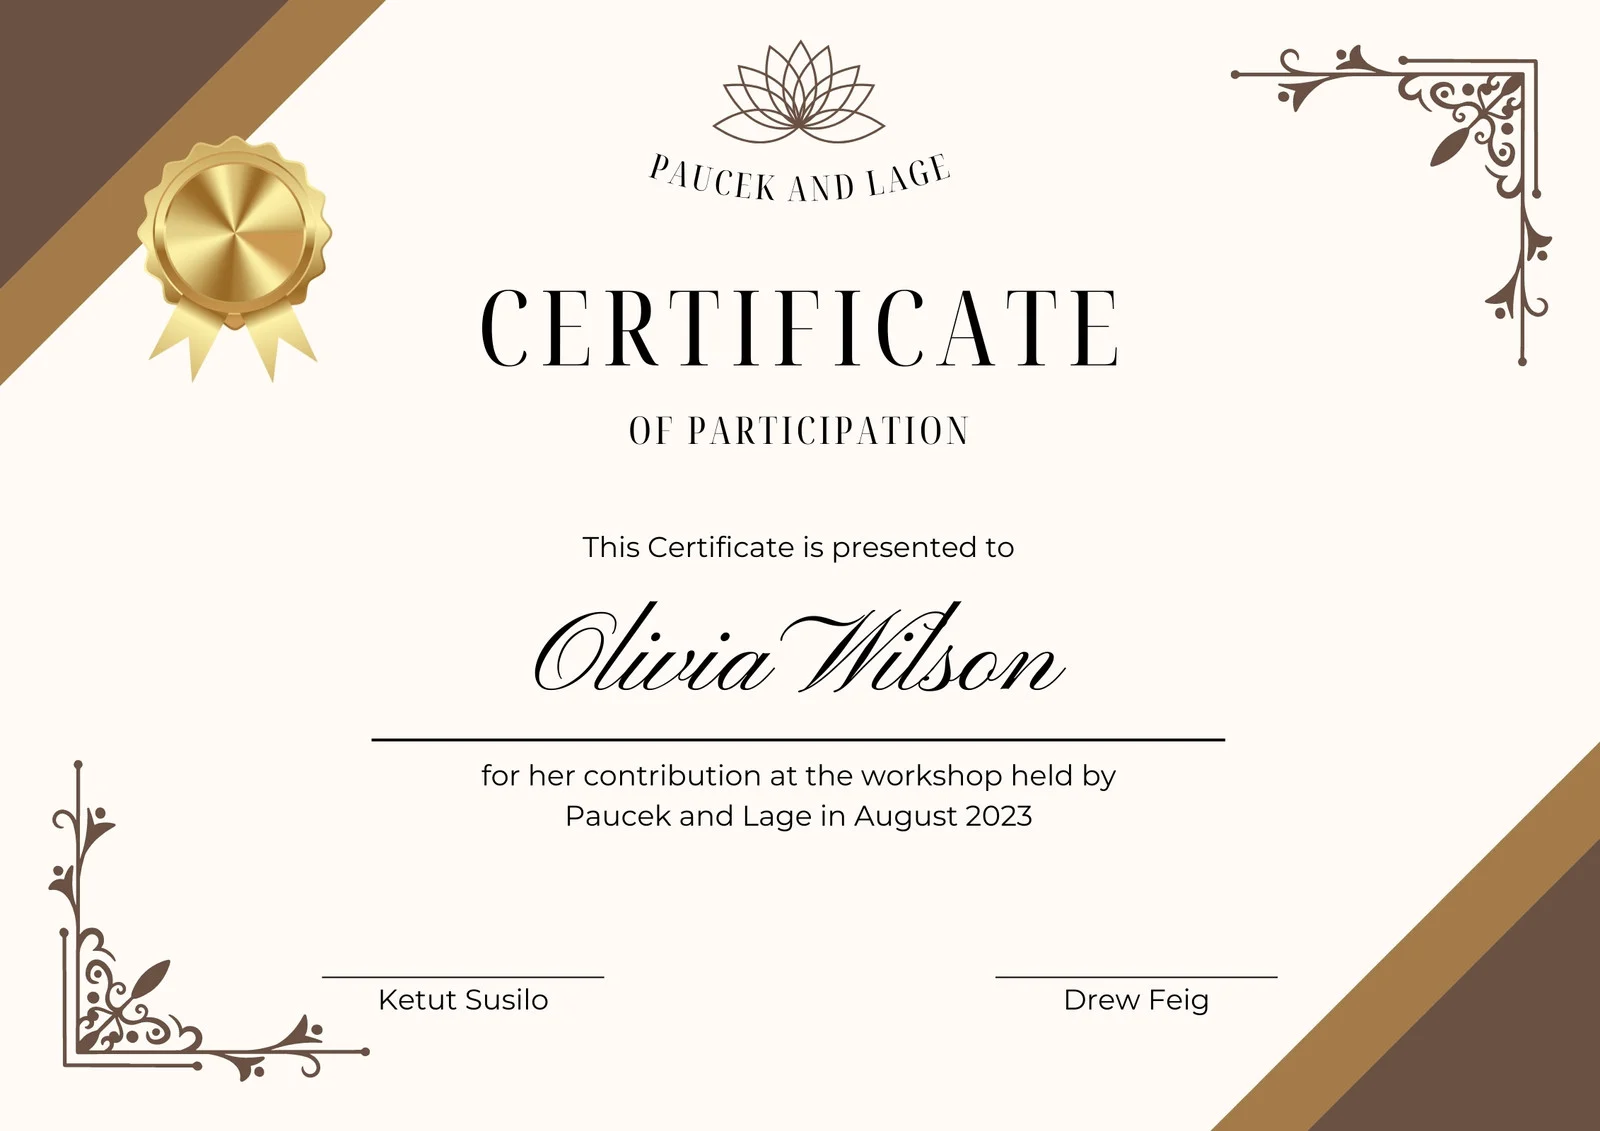 PAUCEK AND LAGE
CERTIFICATE
OF PARTICIPATION
This Certificate is presented to
Olivia Wilson
for her contribution at the workshop held by
Paucek and Lage in August 2023
Ketut Susilo
Drew Feig